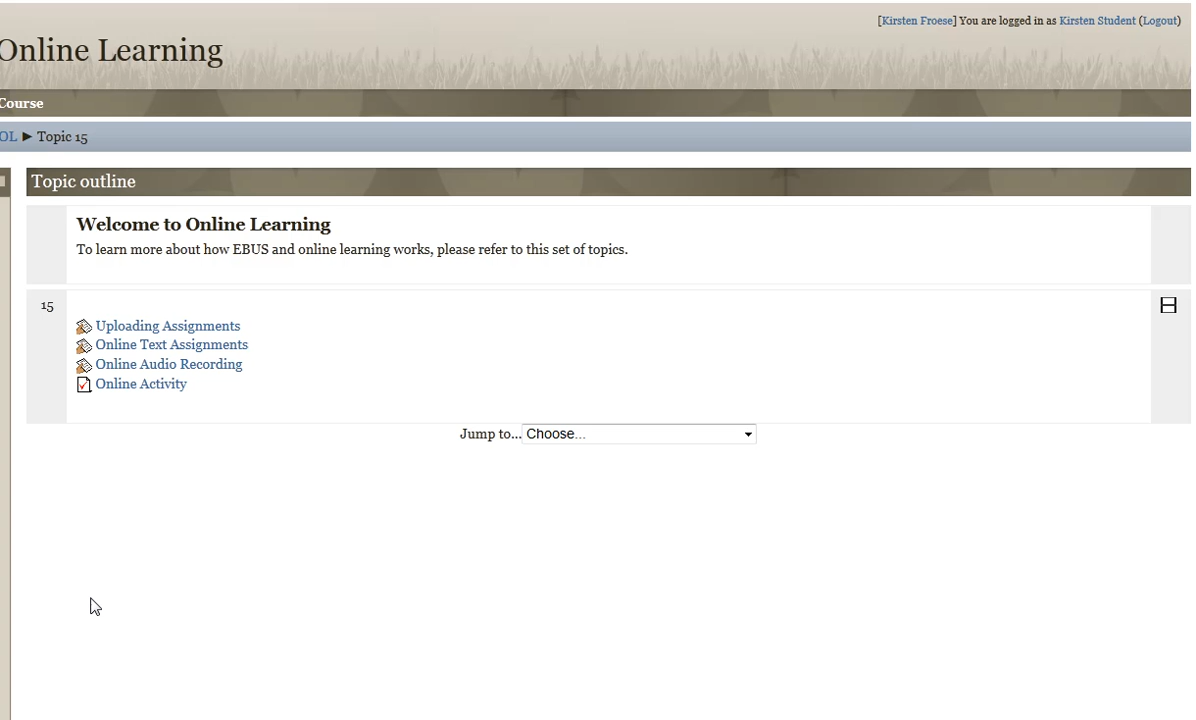 [Kirsten Froese] You are logged in as Kirsten Student (Logout)
Online Learning
Course
OL ► Topic 15
Topic outline
Welcome to Online Learning
To learn more about how EBUS and online learning works, please refer to this set of topics.
15
Uploading Assignments
Online Text Assignments
Online Audio Recording
Online Activity
Jump to... Choose...